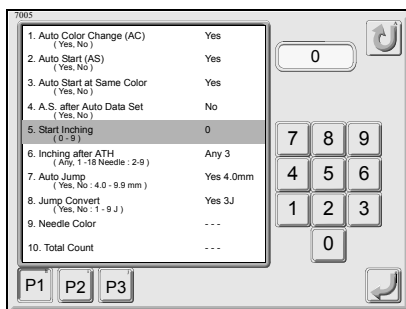 7005
1. Auto Color Change (AC) Yes
( Yes, No )
2. Auto Start (AS) Yes
( Yes, No )
3. Auto Start at Same Color Yes
( Yes, No )
4. A.S. after Auto Data Set No
( Yes, No )
5. Start Inching 0
( 0 - 9 )
6. Inching after ATH Any 3
( Any, 1 -18 Needle : 2-9 )
7. Auto Jump Yes 4.0mm
( Yes, No : 4.0 - 9.9 mm )
8. Jump Convert Yes 3J
( Yes, No : 1 - 9 J )
9. Needle Color - - -
10. Total Count - - -
0
7 8 9
4 5 6
1 2 3
0
P1 P2 P3